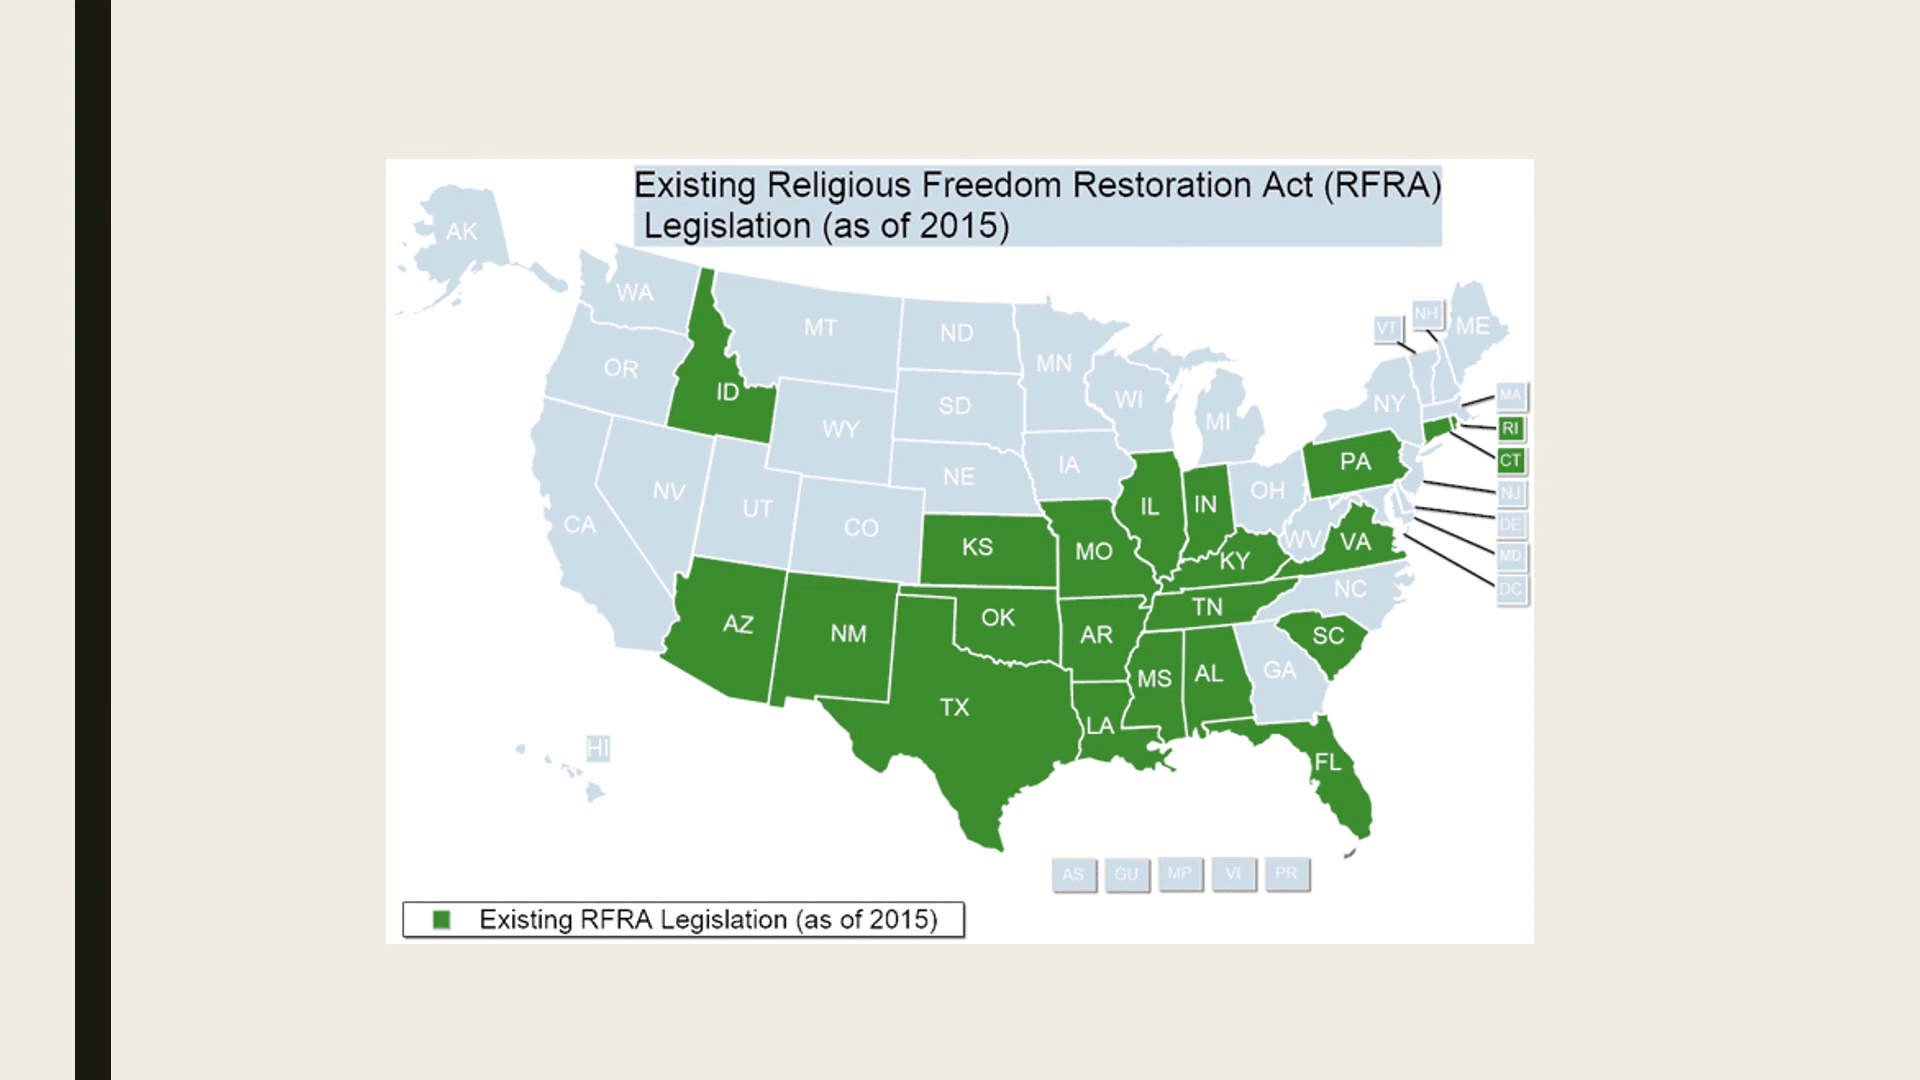 Existing Religious Freedom Restoration Act (RFRA)
Legislation (as of 2015)
AK
WA
MT
ND
MN
VT
NH
ME
OR
ID
WY
SD
WI
MI
NY
MA
RI
CT
NJ
DE
MD
DC
CA
NV
UT
CO
NE
IA
IL
IN
OH
PA
KS
MO
KY
WV
VA
AZ
NM
OK
AR
TN
NC
SC
TX
LA
MS
AL
GA
FL
HI
AS
GU
MP
VI
PR
Existing RFRA Legislation (as of 2015)